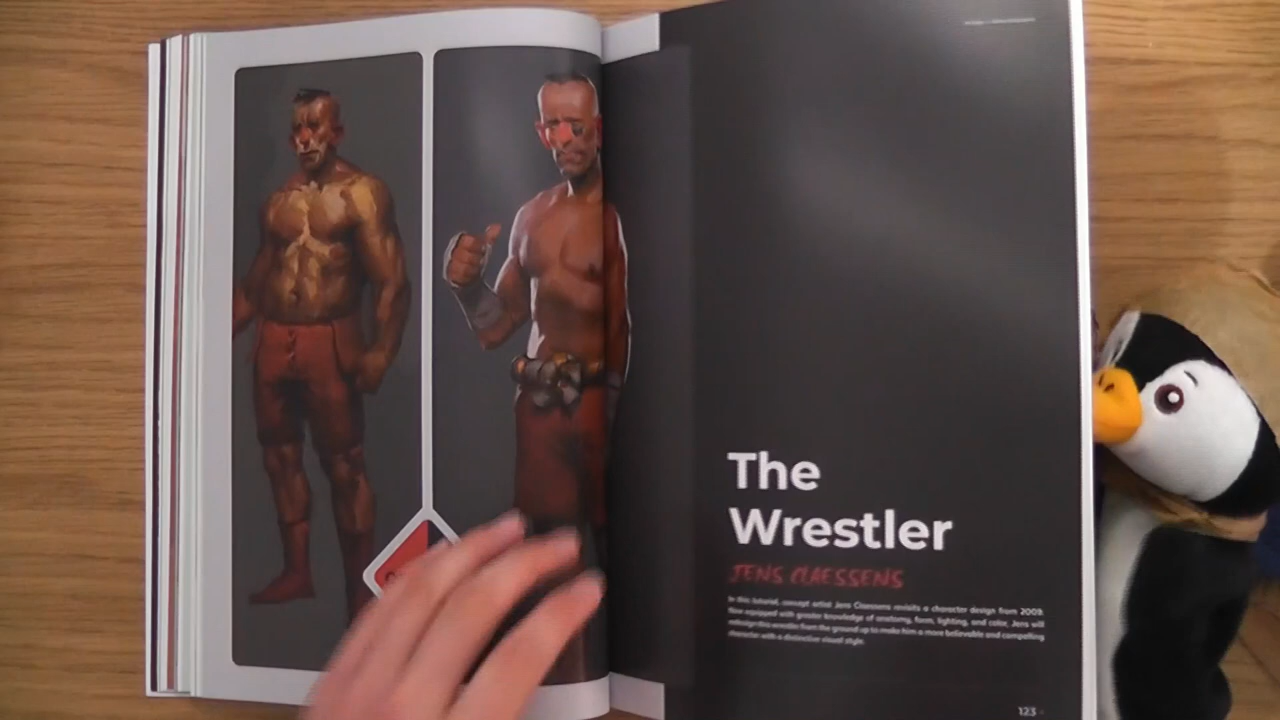 The
Wrestler
JENS CLAESSENS
In this tutorial, concept artist Jens Claessens revisits a character design from 2009.
Now equipped with greater knowledge of anatomy, form, lighting, and color, Jens will
redesign this wrestler from the ground up to make him a more believable and compelling
character with a distinctive visual style.
123